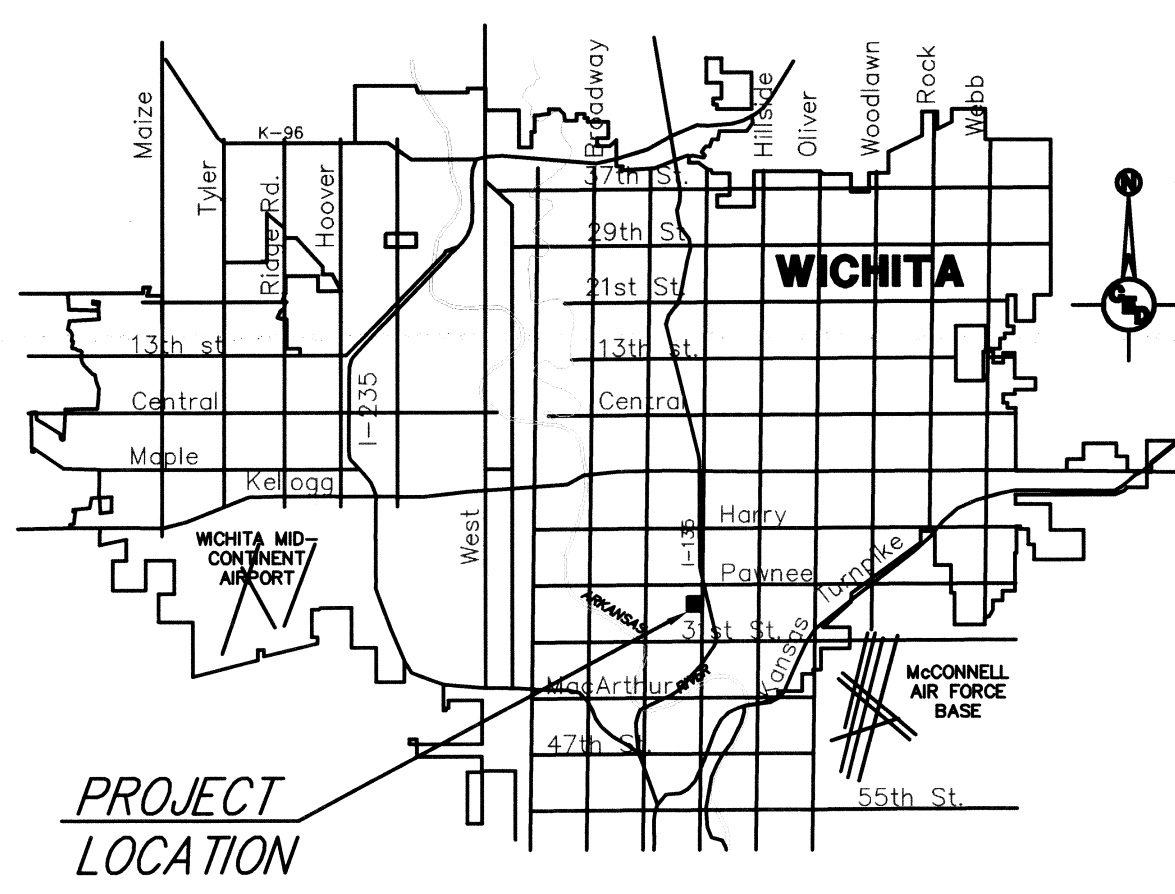 Maize
Tyler
Ridge Rd.
Hoover
K-96
Broadway
Hillside
Oliver
Woodlawn
Rock
Webb
37th St.
29th St.
WICHITA
21st St.
N
CED
13th st
13th st.
I-235
Central
Central
Maple
Kellogg
West
I-135
Harry
WICHITA MID-
CONTINENT
AIRPORT
Pawnee
Kansas Turnpike
ARKANSAS
RIVER
31st St.
MacArthur
McCONNELL
AIR FORCE
BASE
47th St.
55th St.
PROJECT
LOCATION